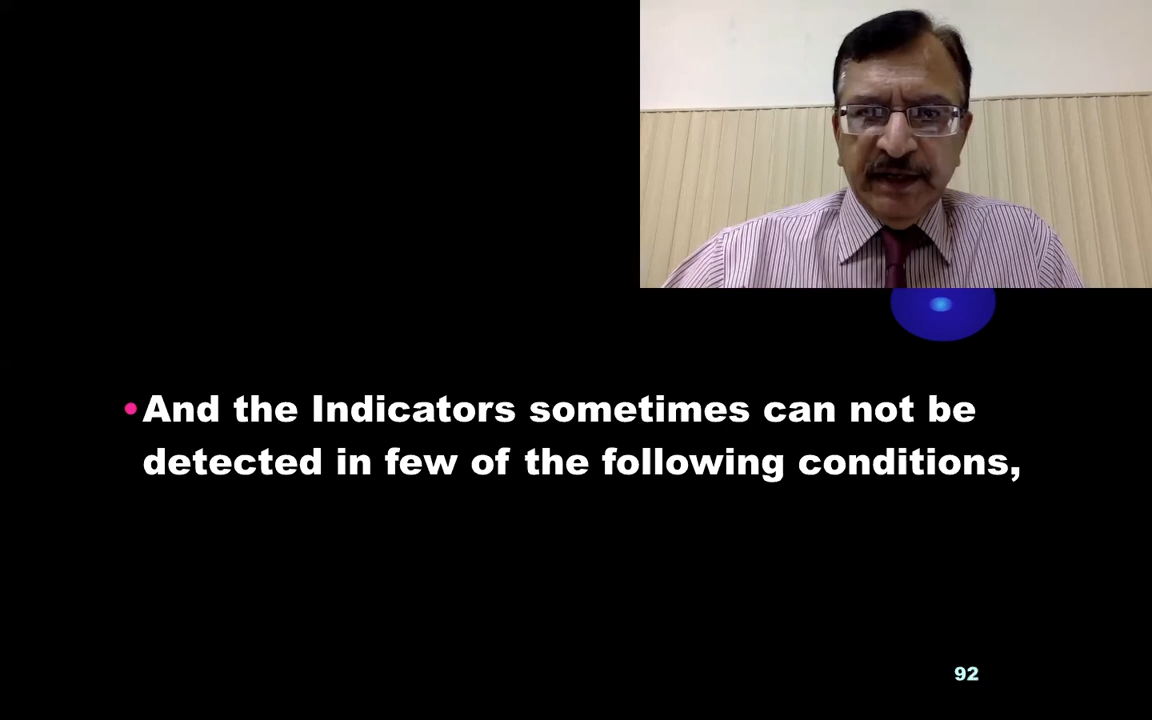 •And the Indicators sometimes can not be
detected in few of the following conditions,
92